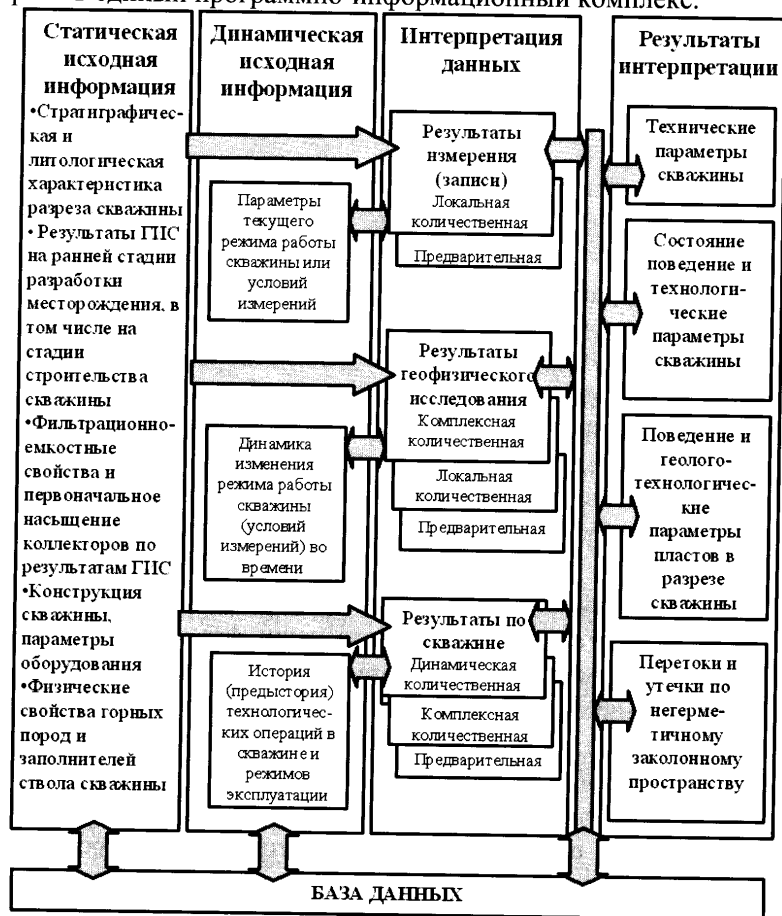 единый программно-информационный комплекс.
Статическая
исходная
информация
•Стратиграфичес-
кая и
литологическая
характеристика
разреза скважины
• Результаты ГИС
на ранней стадии
разработки
месторождения, в
том числе на
стадии
строительства
скважины
•Фильтрационно-
емкостные
свойства и
первоначальное
насыщение
коллекторов по
результатам ГИС
•Конструкция
скважины,
параметры
оборудования
•Физические
свойства горных
пород и
заполнителей
ствола скважины
Динамическая
исходная
информация
Параметры
текущего
режима работы
скважины или
условий
измерений
Динамика
изменения
режима работы
скважины
(условий
измерений) во
времени
История
(предыстория)
технологичес-
ких операций в
скважине и
режимов
эксплуатации
Интерпретация
данных
Результаты
измерения
(записи)
Локальная
количественная
Предварительная
Результаты
геофизического
исследования
Комплексная
количественная
Локальная
количественная
Предварительная
Результаты по
скважине
Динамическая
количественная
Комплексная
количественная
Предварительная
Результаты
интерпретации
Технические
параметры
скважины
Состояние
поведение и
технологи-
ческие
параметры
скважины
Поведение и
геолого-
технологичес-
кие
параметры
пластов в
разрезе
скважины
Перетоки и
утечки по
негерме-
тичному
заколонному
пространству
БАЗА ДАННЫХ